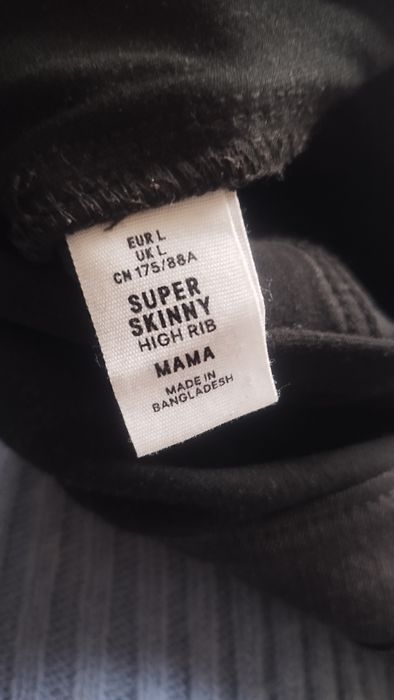 EUR L
UK L
CN 175/88A
SUPER
SKINNY
HIGH RIB
MAMA
MADE IN
BANGLADESH